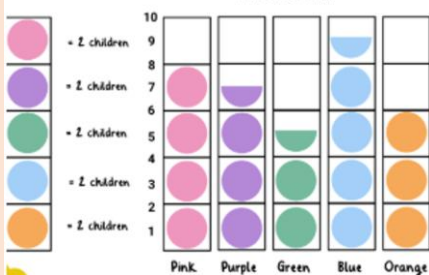 = 2 children
= 2 children
= 2 children
= 2 children
= 2 children
10
9
8
7
6
5
4
3
2
1
Pink Purple Green Blue Orange